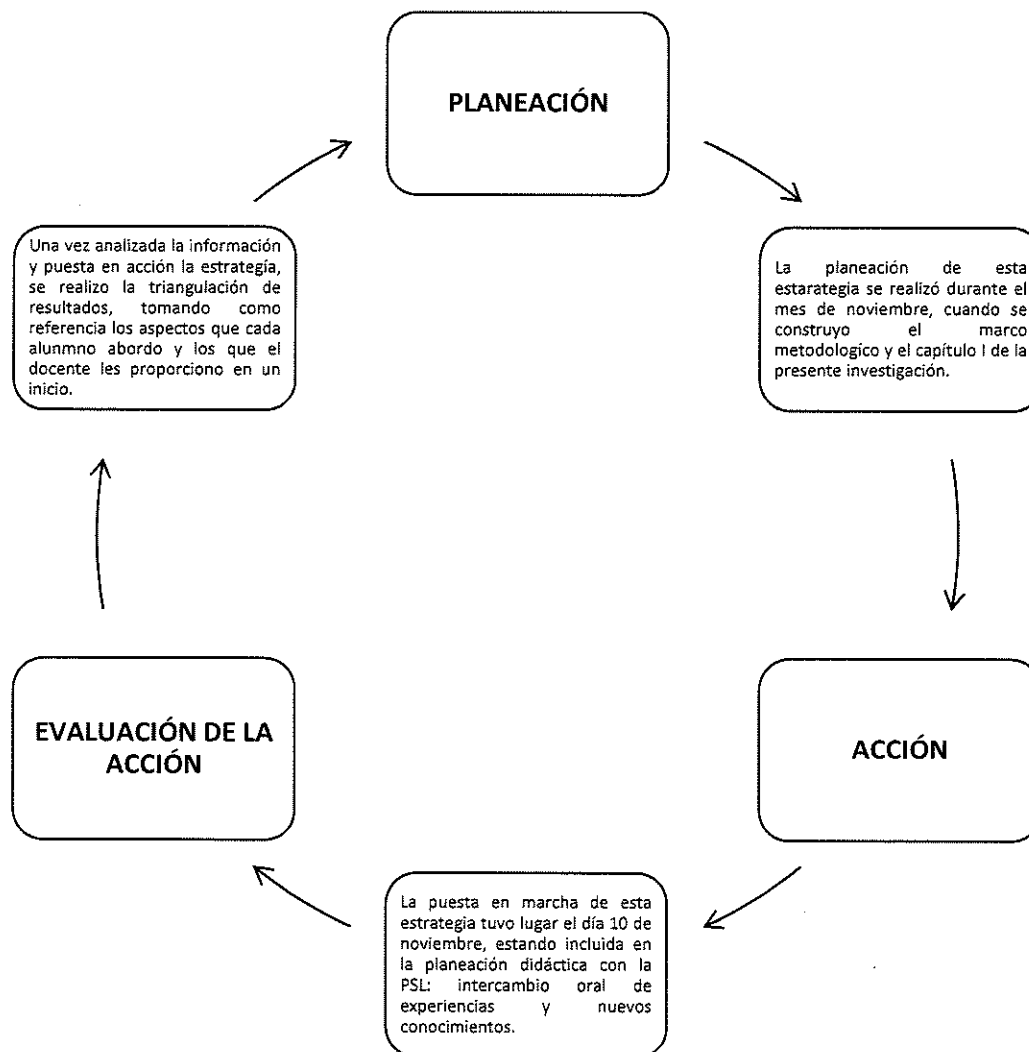 PLANEACIÓN
La planeación de esta
estarategia se realizó durante el
mes de noviembre, cuando se
construyo el marco
metodologíco y el capítulo I de la
presente investigación.
ACCIÓN
La puesta en marcha de esta
estrategia tuvo lugar el día 10 de
noviembre, estando incluida en
la planeación didáctica con la
PSL: intercambio oral de
experiencias y nuevos
conocimientos.
EVALUACIÓN DE LA
ACCIÓN
Una vez analizada la información
y puesta en acción la estrategía,
se realizo la triangulación de
resultados, tomando como
referencia los aspectos que cada
alunmno abordo y los que el
docente les proporciono en un
inicio.